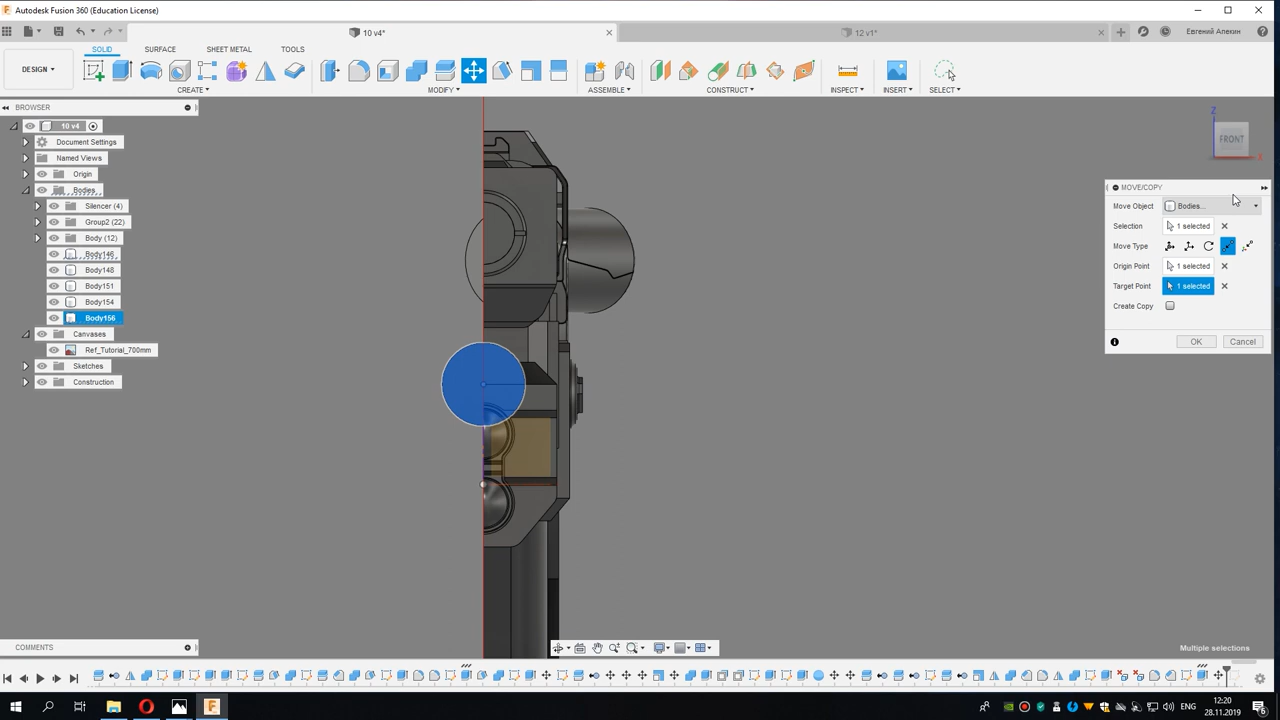 Autodesk Fusion 360 (Education License)
10 v4*
12 v1*
Евгений Апекин
DESIGN
SOLID
SURFACE
SHEET METAL
TOOLS
CREATE
MODIFY
ASSEMBLE
CONSTRUCT
INSPECT
INSERT
SELECT
BROWSER
10 v4
Document Settings
Named Views
Origin
Bodies
Silencer (4)
Group2 (22)
Body (12)
Body146
Body148
Body151
Body154
Body156
Canvases
Ref_Tutorial_700mm
Sketches
Construction
Z
FRONT
X
MOVE/COPY
Move Object
Bodies...
Selection
1 selected
Move Type
Origin Point
1 selected
Target Point
1 selected
Create Copy
OK
Cancel
COMMENTS
Multiple selections
ENG
12:20
28.11.2019
6